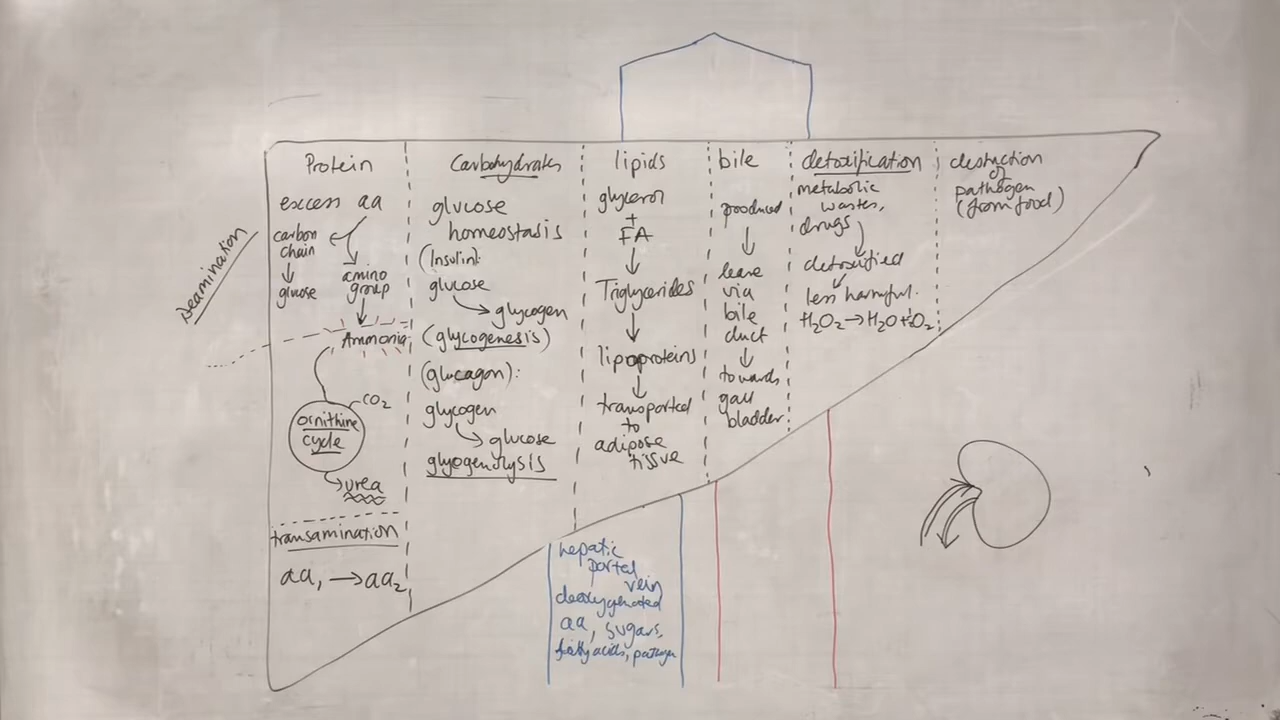 Protein
excess aa
carbon
chain
glucose
amino
group
Deamination
Ammonia
CO2
ornithine
cycle
urea
transamination
aa1 → aa2
Carbohydrates
glucose
homeostasis
(Insulin):
glucose
glycogen
(glycogenesis)
(glucagon):
glycogen
glucose
glyogenolysis
lipids
glycerol
+
FA
Triglycerides
lipoproteins
transported
to
adipose
tissue
bile
produced
leave
via
bile
duct
towards
gall
bladder
detoxification
metabolic
wastes,
drugs
detoxified
less harmful.
H2O2 → H2O + O2
destruction
of
pathogen
(from food)
hepatic
portal
vein
deoxygenated
aa, sugars,
fatty acids, pathogen